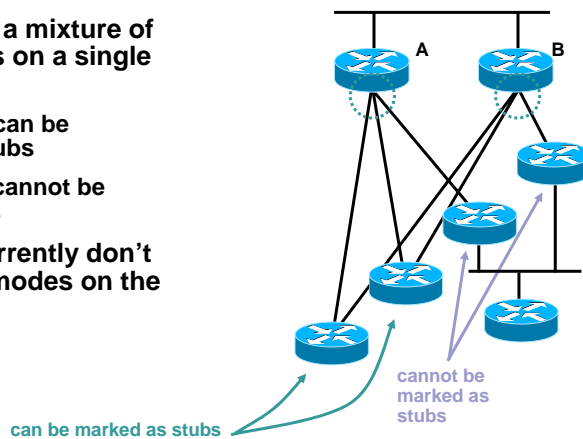 a mixture of
s on a single
can be
ubs
cannot be
rrently don't
modes on the
A
B
cannot be
marked as
stubs
can be marked as stubs